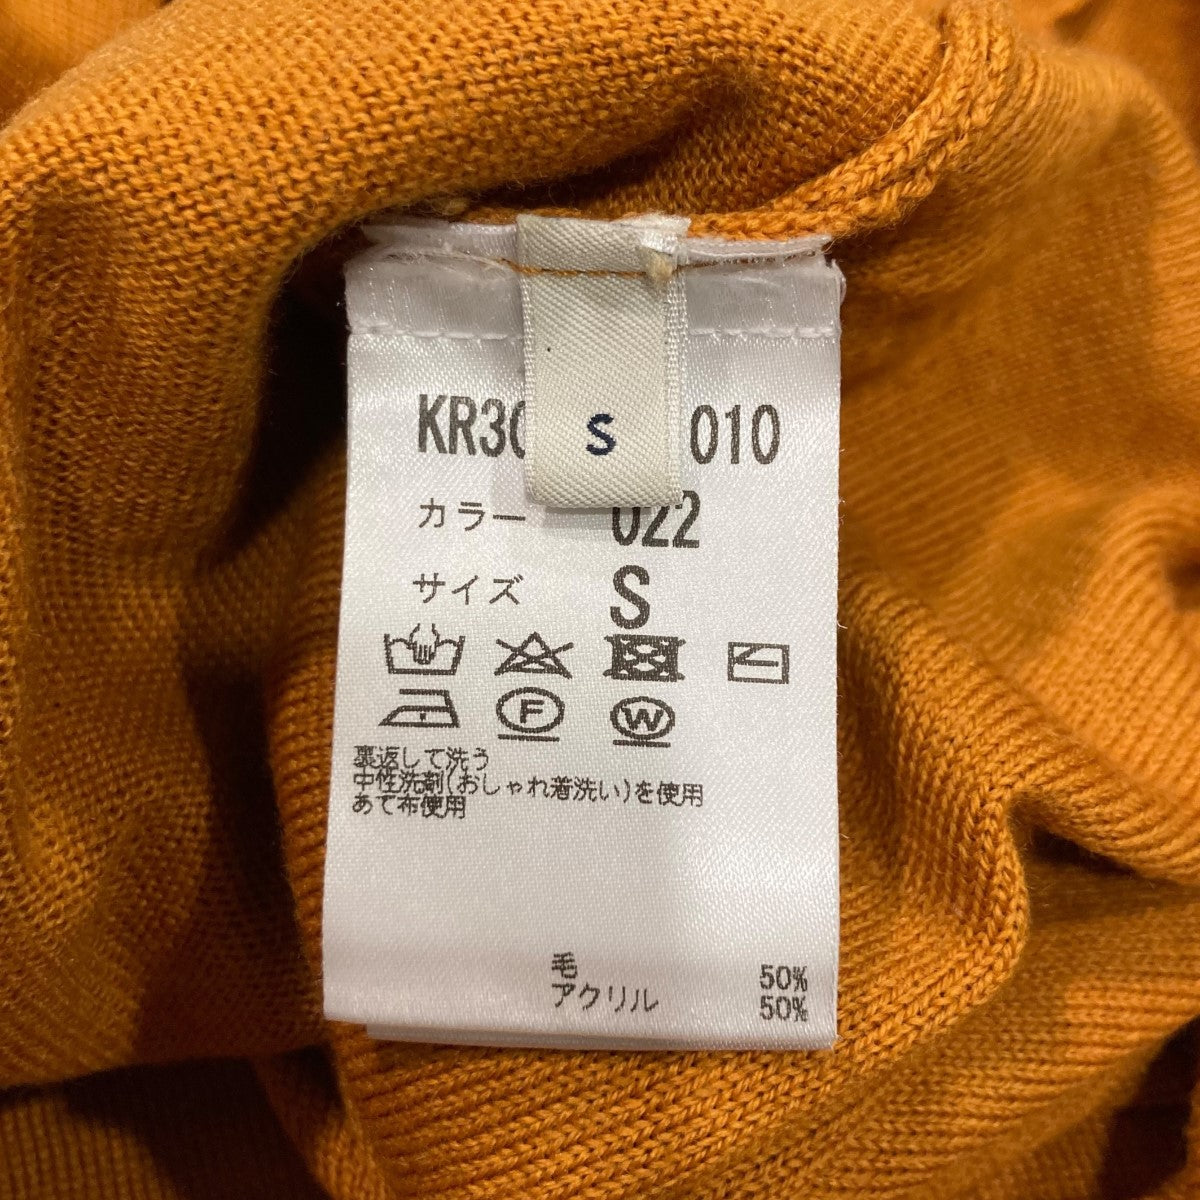 S
KR30 010
カラー 022
サイズ S
F W
裏返して洗う
中性洗剤(おしゃれ着洗い)を使用
あて布使用
毛 50%
アクリル 50%